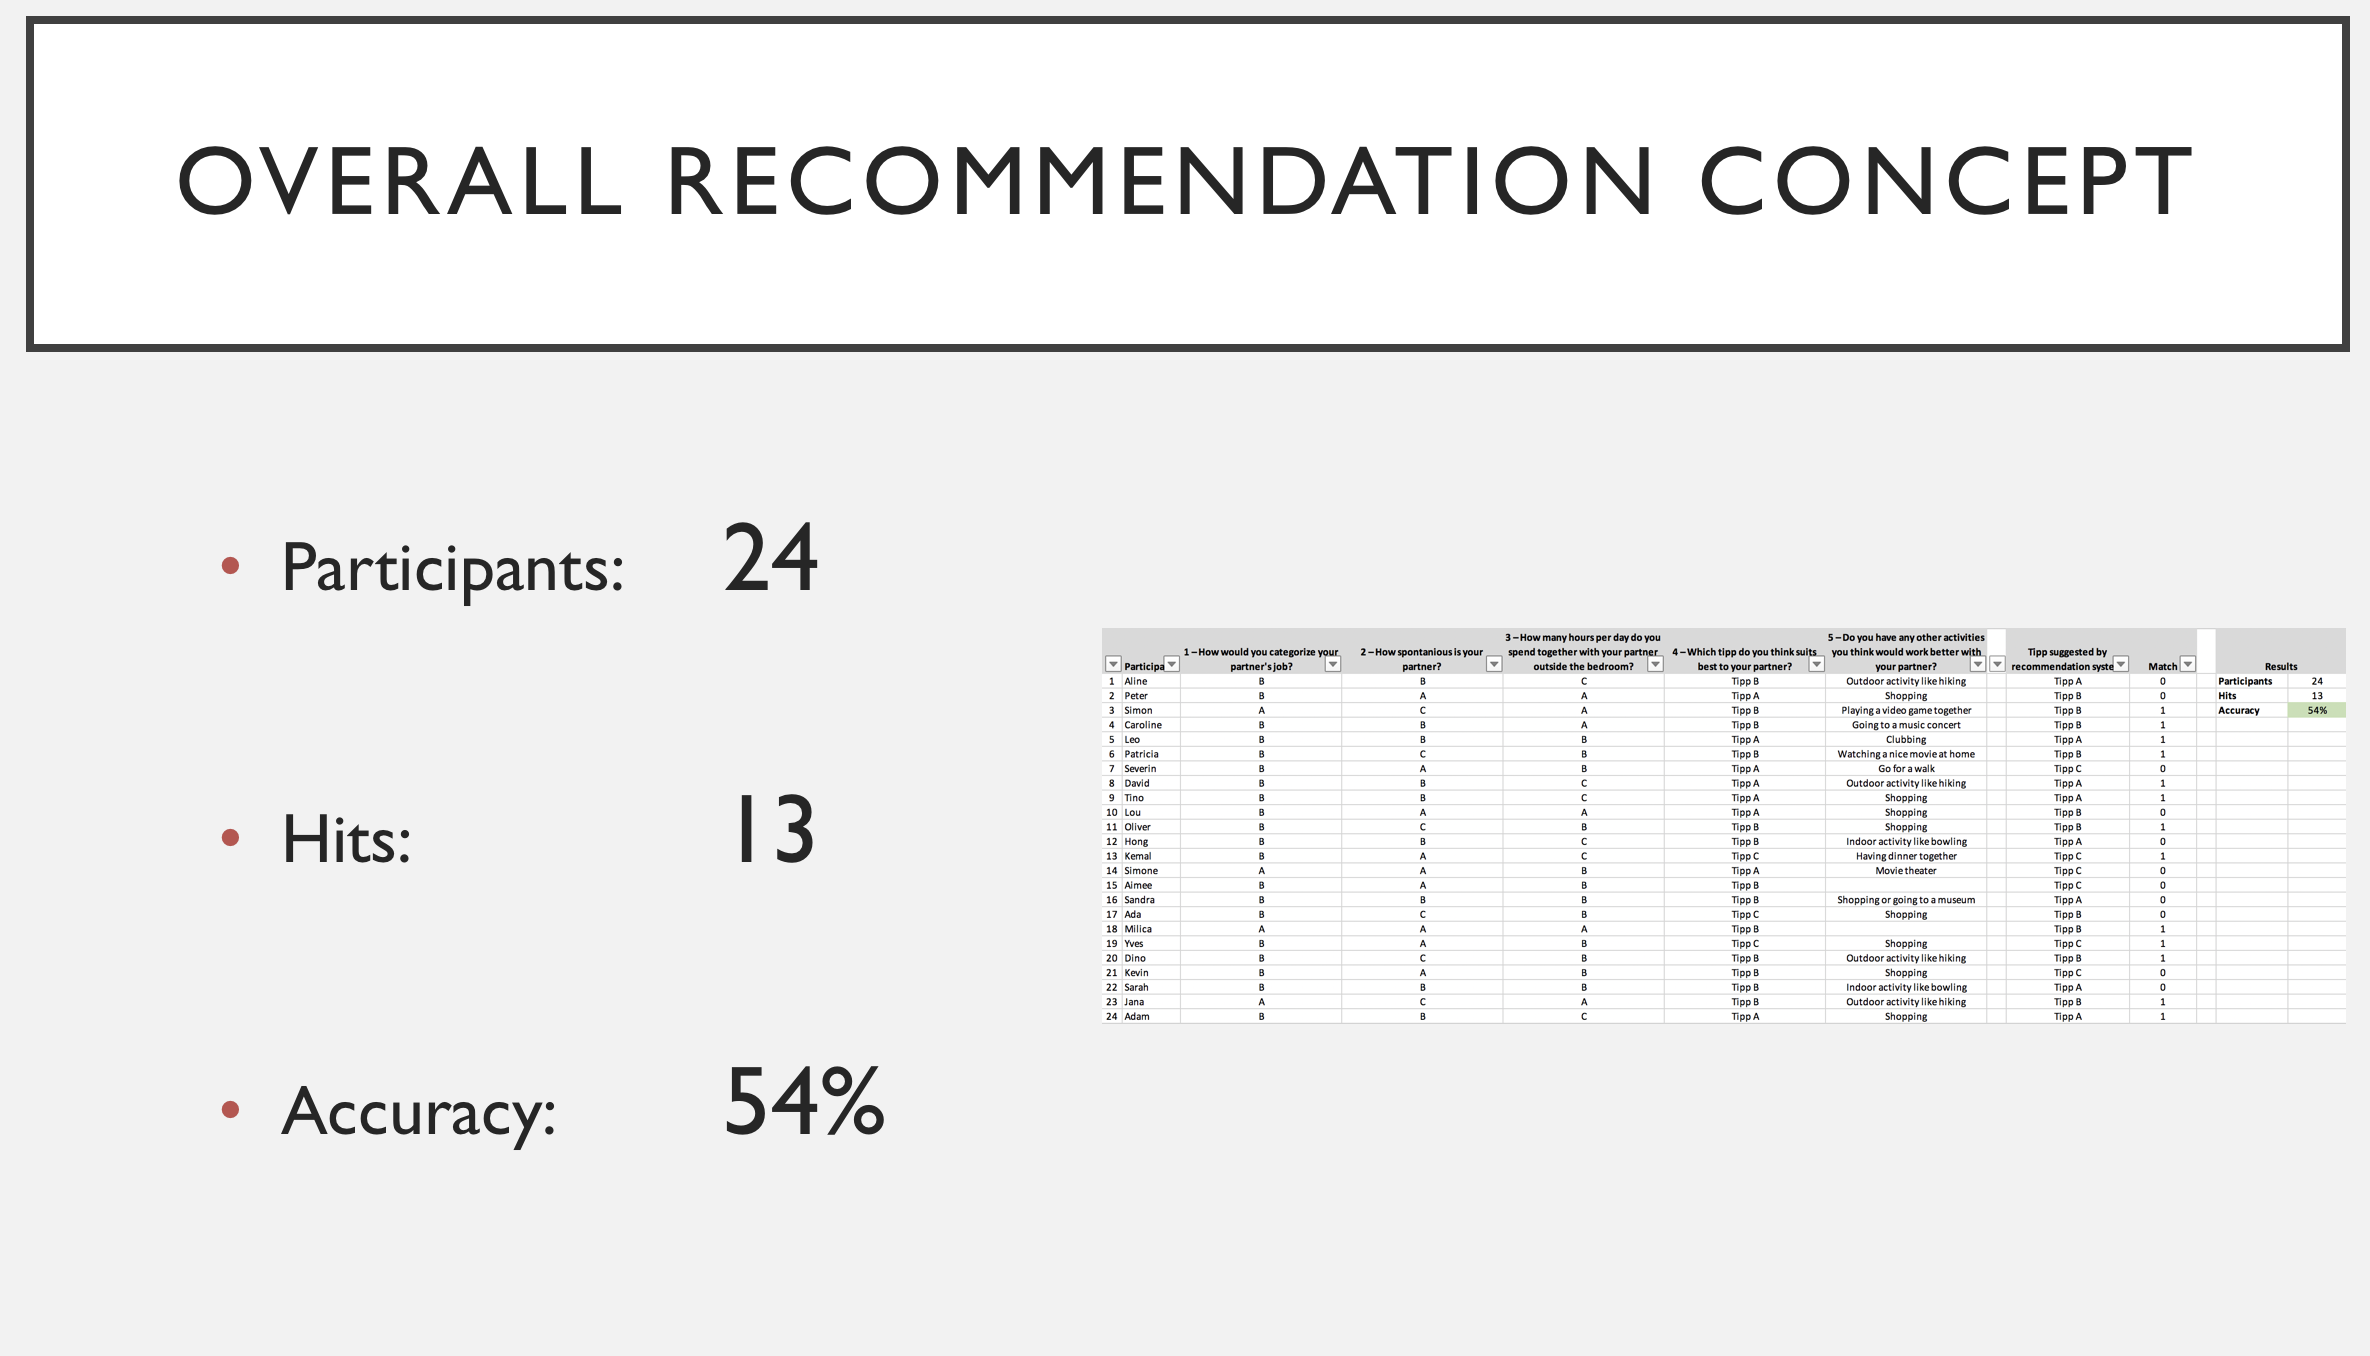 OVERALL RECOMMENDATION CONCEPT
• Participants: 24
• Hits: 13
• Accuracy: 54%
Participa 1 – How would you categorize your partner's job? 2 – How spontanious is your partner? 3 – How many hours per day do you spend together with your partner outside the bedroom? 4 – Which tipp do you think suits best to your partner? 5 – Do you have any other activities you think would work better with your partner? Tipp suggested by recommendation syste Match Results
1 Aline B B C Tipp B Outdoor activity like hiking Tipp A 0 Participants 24
2 Peter B A A Tipp A Shopping Tipp B 0 Hits 13
3 Simon A C A Tipp B Playing a video game together Tipp B 1 Accuracy 54%
4 Caroline B B A Tipp B Going to a music concert Tipp B 1
5 Leo B B B Tipp A Clubbing Tipp A 1
6 Patricia B C B Tipp B Watching a nice movie at home Tipp B 1
7 Severin B A B Tipp A Go for a walk Tipp C 0
8 David B B C Tipp A Outdoor activity like hiking Tipp A 1
9 Tino B B C Tipp A Shopping Tipp A 1
10 Lou B A A Tipp A Shopping Tipp B 0
11 Oliver B C B Tipp B Shopping Tipp B 1
12 Hong B B C Tipp B Indoor activity like bowling Tipp A 0
13 Kemal B A C Tipp C Having dinner together Tipp C 1
14 Simone A A B Tipp A Movie theater Tipp C 0
15 Aimee B A B Tipp B Tipp C 0
16 Sandra B B B Tipp B Shopping or going to a museum Tipp A 0
17 Ada B C B Tipp C Shopping Tipp B 0
18 Milica A A A Tipp B Tipp B 1
19 Yves B A B Tipp C Shopping Tipp C 1
20 Dino B C B Tipp B Outdoor activity like hiking Tipp B 1
21 Kevin B A B Tipp B Shopping Tipp C 0
22 Sarah B B B Tipp B Indoor activity like bowling Tipp A 0
23 Jana A C A Tipp B Outdoor activity like hiking Tipp B 1
24 Adam B B C Tipp A Shopping Tipp A 1